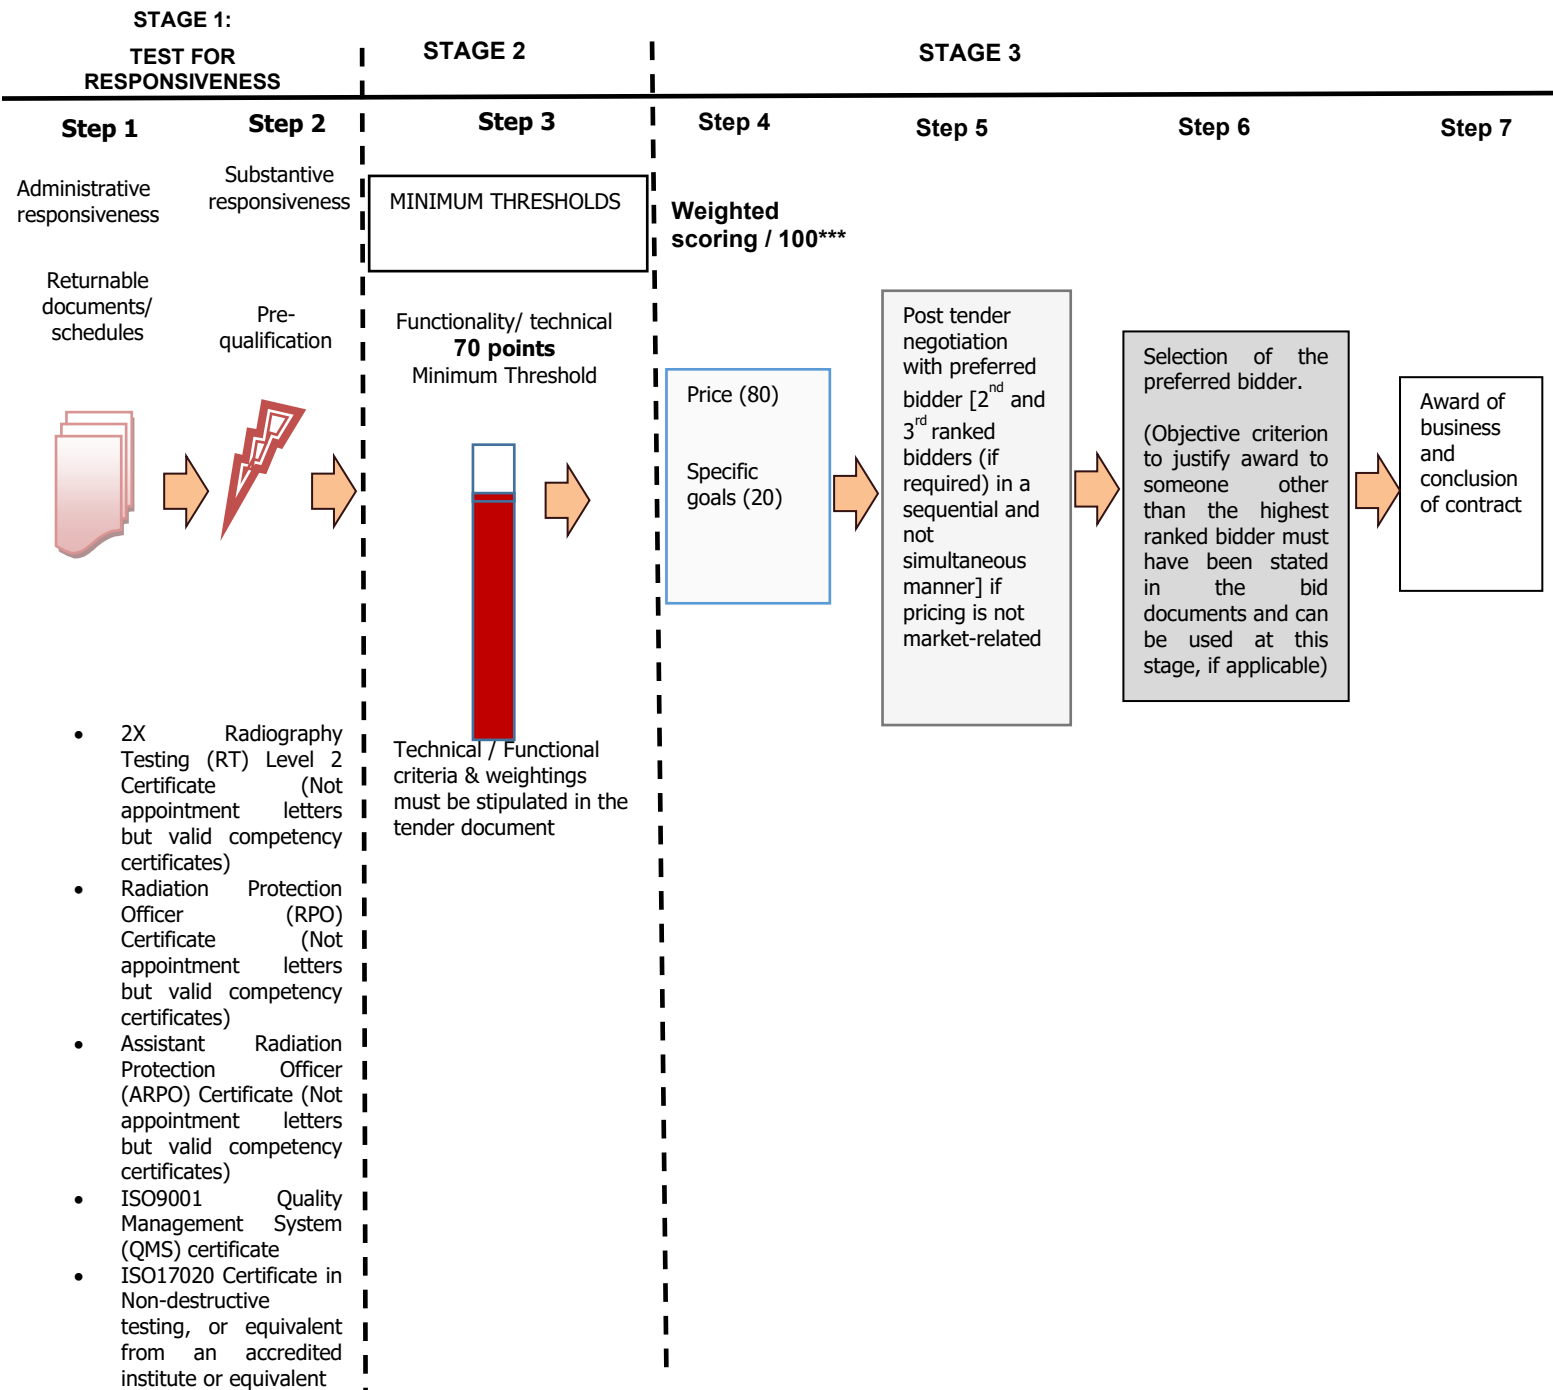 STAGE 1:
TEST FOR
RESPONSIVENESS
STAGE 2
STAGE 3
Step 1
Step 2
Step 3
Step 4
Step 5
Step 6
Step 7
Administrative
responsiveness
Returnable
documents/
schedules
Substantive
responsiveness
Pre-
qualification
• 2X Radiography
Testing (RT) Level 2
Certificate (Not
appointment letters
but valid competency
certificates)
• Radiation Protection
Officer (RPO)
Certificate (Not
appointment letters
but valid competency
certificates)
• Assistant Radiation
Protection Officer
(ARPO) Certificate (Not
appointment letters
but valid competency
certificates)
• ISO9001 Quality
Management System
(QMS) certificate
• ISO17020 Certificate in
Non-destructive
testing, or equivalent
from an accredited
institute or equivalent
MINIMUM THRESHOLDS
Functionality/ technical
70 points
Minimum Threshold
Technical / Functional
criteria & weightings
must be stipulated in the
tender document
Weighted
scoring / 100***
Price (80)
Specific
goals (20)
Post tender
negotiation
with preferred
bidder [2nd and
3rd ranked
bidders (if
required) in a
sequential and
not
simultaneous
manner] if
pricing is not
market-related
Selection of the
preferred bidder.
(Objective criterion
to justify award to
someone other
than the highest
ranked bidder must
have been stated
in the bid
documents and can
be used at this
stage, if applicable)
Award of
business
and
conclusion
of contract